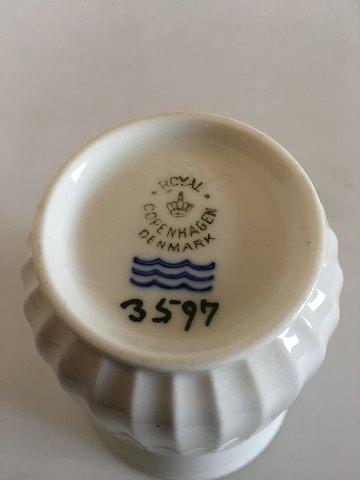 ROYAL
COPENHAGEN
DENMARK
3597